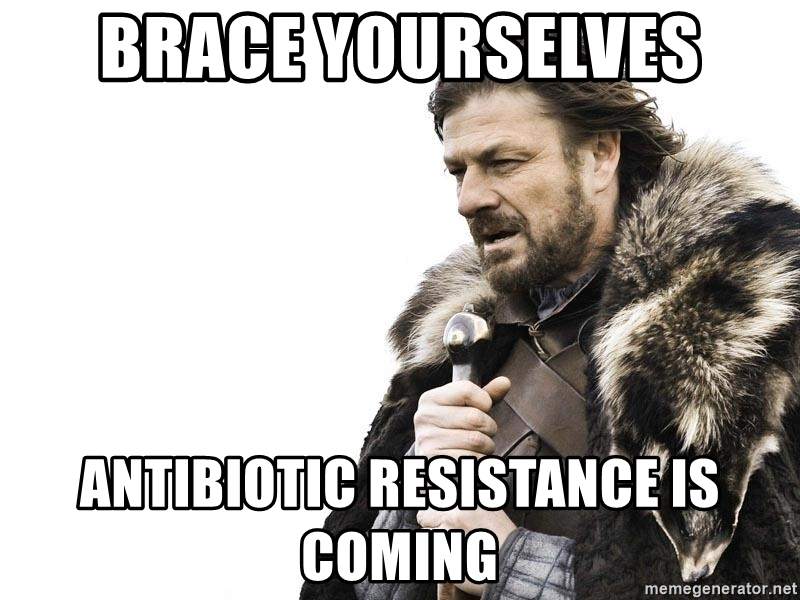 BRACE YOURSELVES
ANTIBIOTIC RESISTANCE IS
COMING
memegenerator.net